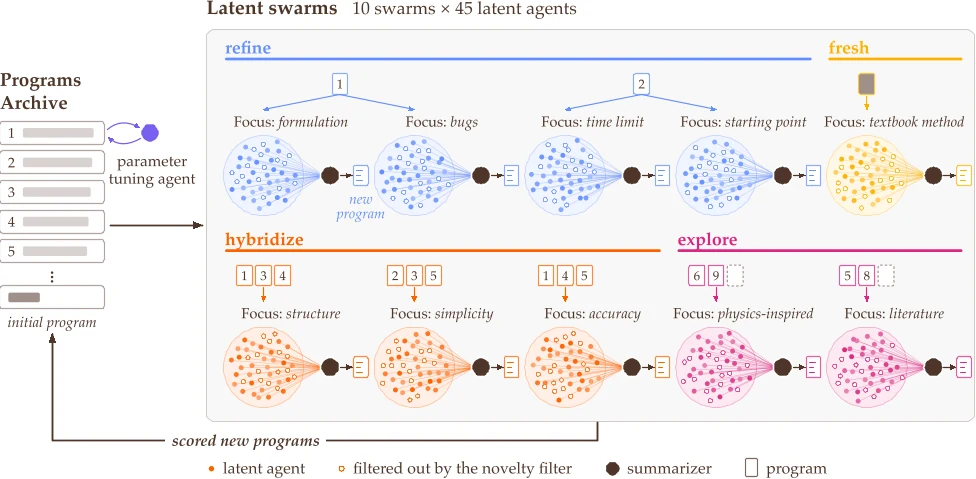 Latent swarms 10 swarms × 45 latent agents
Programs
Archive
1
2
3
4
5
⋮
initial program
parameter
tuning agent
refine
fresh
1
2
Focus: formulation
Focus: bugs
Focus: time limit
Focus: starting point
Focus: textbook method
new
program
hybridize
explore
1 3 4
2 3 5
1 4 5
6 9
5 8
Focus: structure
Focus: simplicity
Focus: accuracy
Focus: physics-inspired
Focus: literature
scored new programs
latent agent
filtered out by the novelty filter
summarizer
program